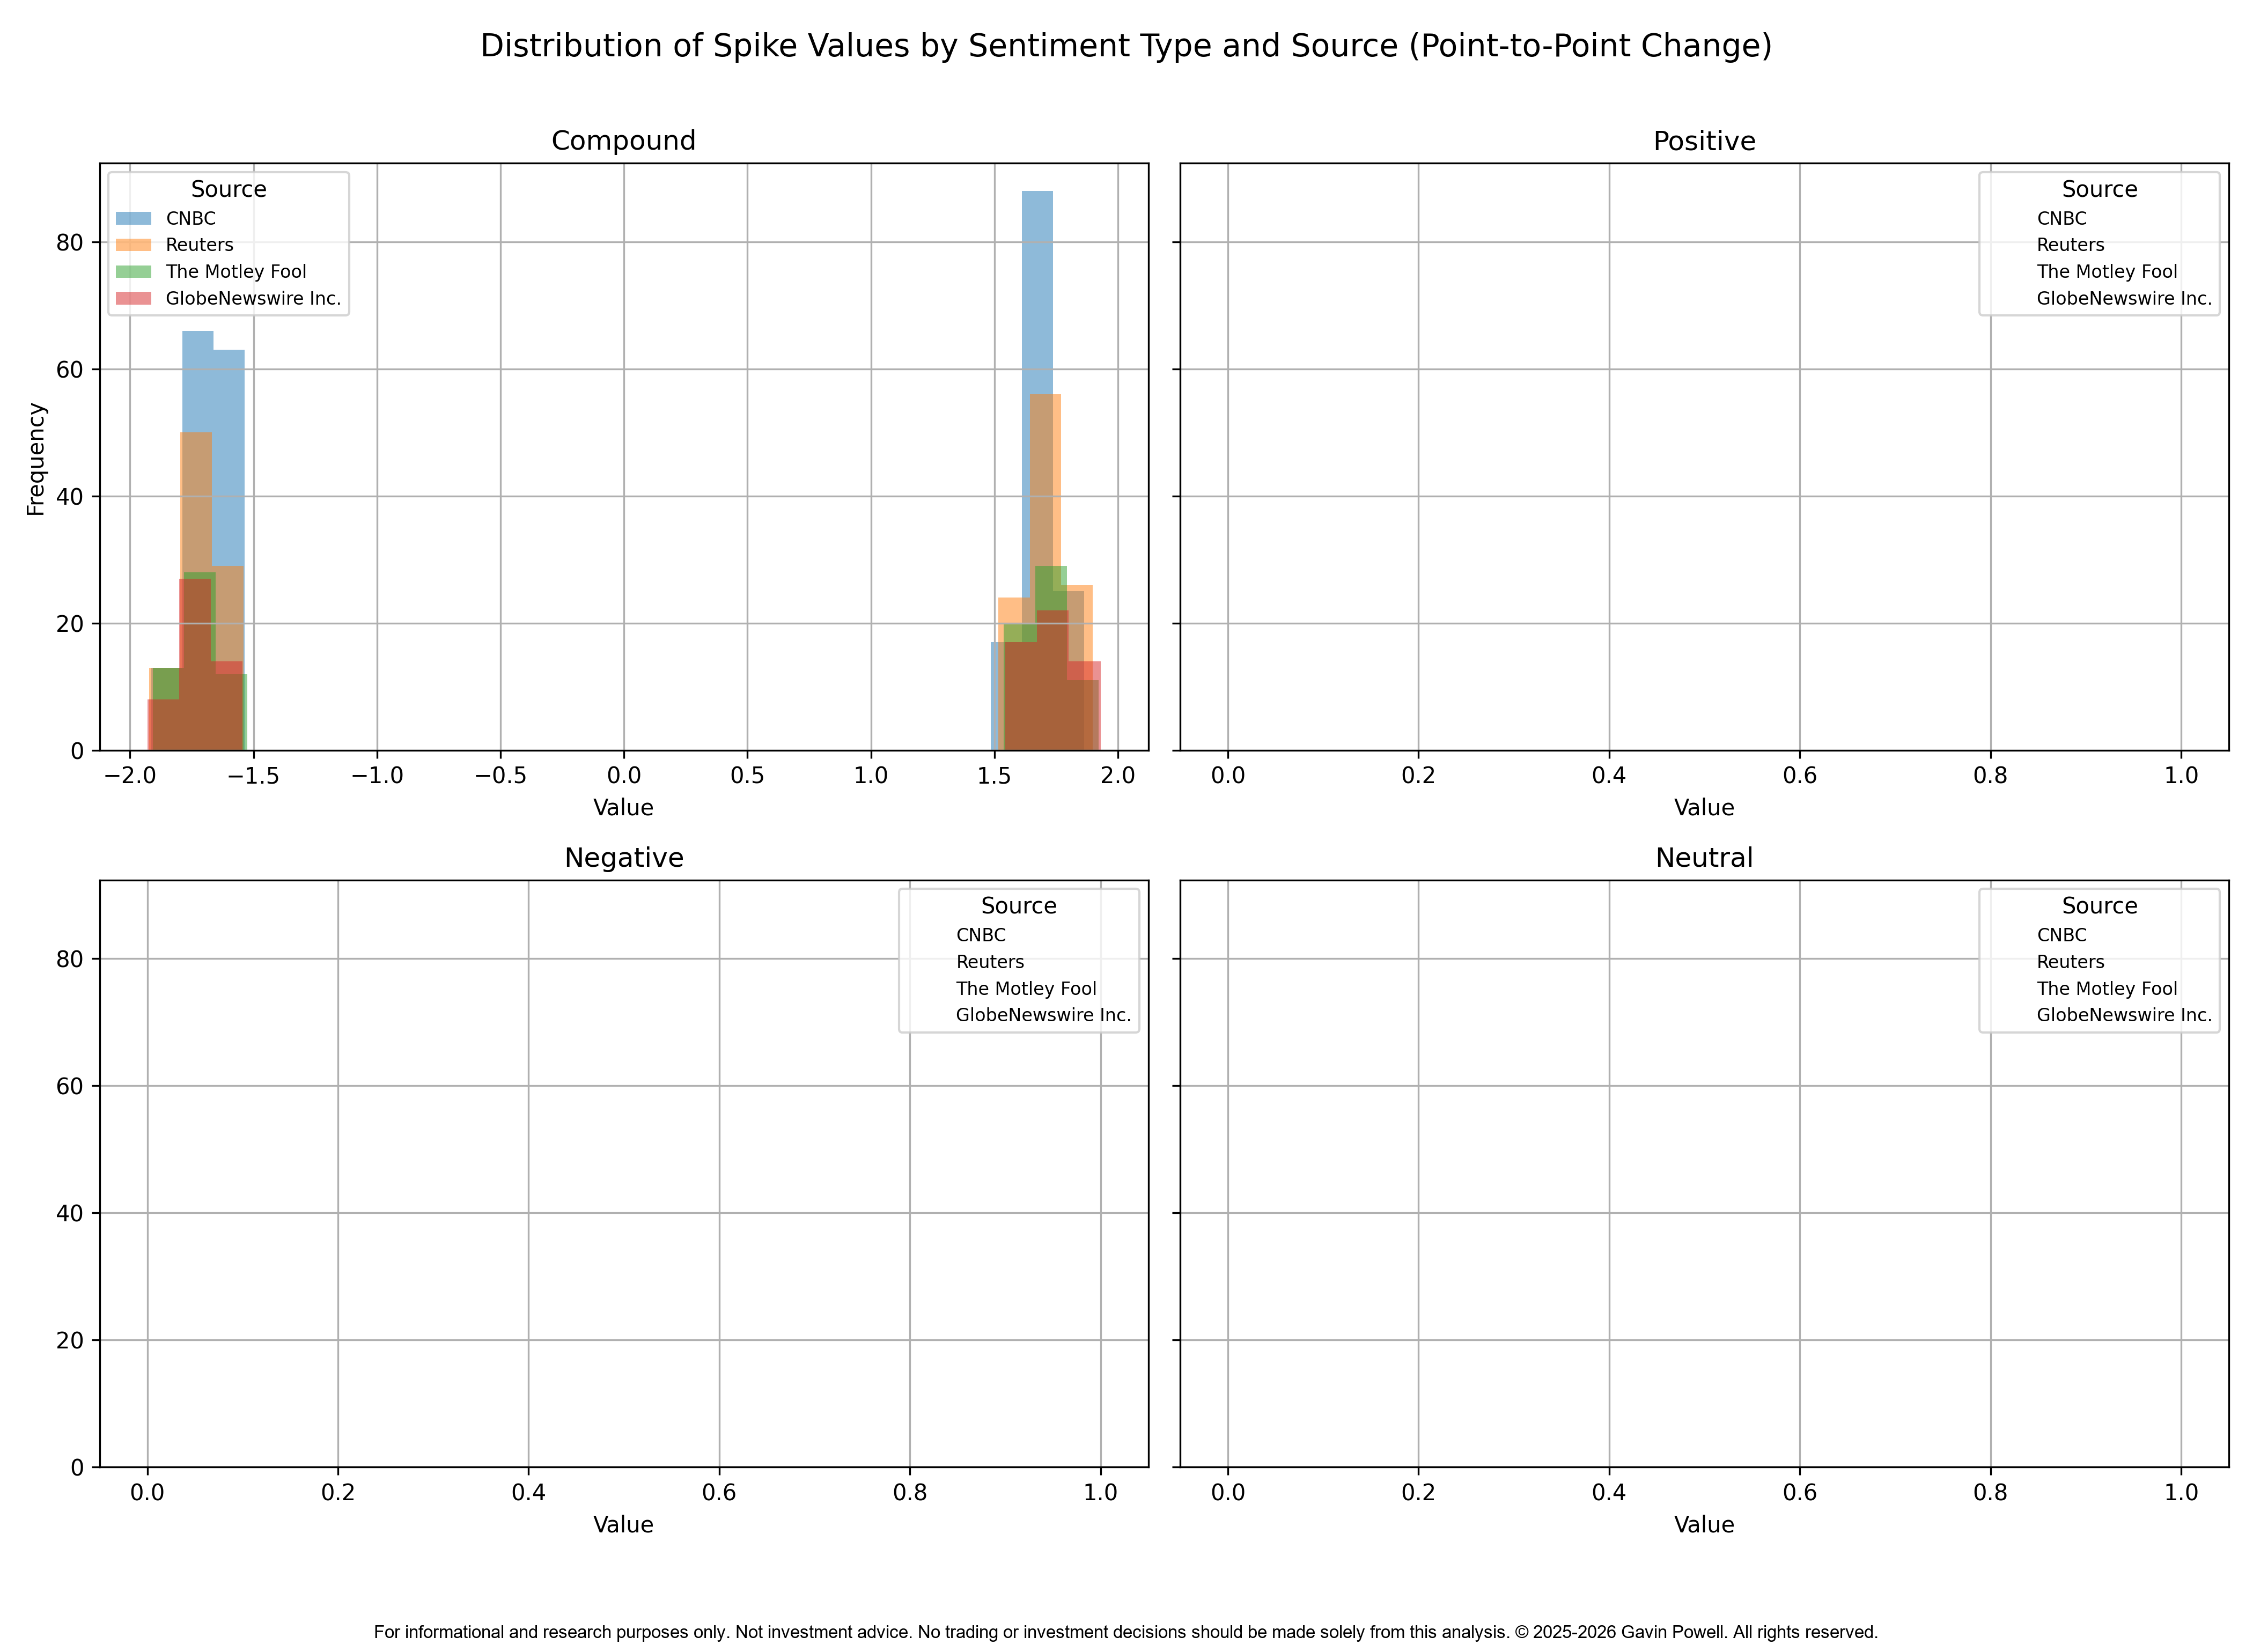 Distribution of Spike Values by Sentiment Type and Source (Point-to-Point Change)
Compound
Source
CNBC
Reuters
The Motley Fool
GlobeNewswire Inc.
Frequency
80
60
40
20
0
−2.0 −1.5 −1.0 −0.5 0.0 0.5 1.0 1.5 2.0
Value
Positive
Source
CNBC
Reuters
The Motley Fool
GlobeNewswire Inc.
0.0 0.2 0.4 0.6 0.8 1.0
Value
Negative
Source
CNBC
Reuters
The Motley Fool
GlobeNewswire Inc.
80
60
40
20
0
0.0 0.2 0.4 0.6 0.8 1.0
Value
Neutral
Source
CNBC
Reuters
The Motley Fool
GlobeNewswire Inc.
0.0 0.2 0.4 0.6 0.8 1.0
Value
For informational and research purposes only. Not investment advice. No trading or investment decisions should be made solely from this analysis. © 2025-2026 Gavin Powell. All rights reserved.